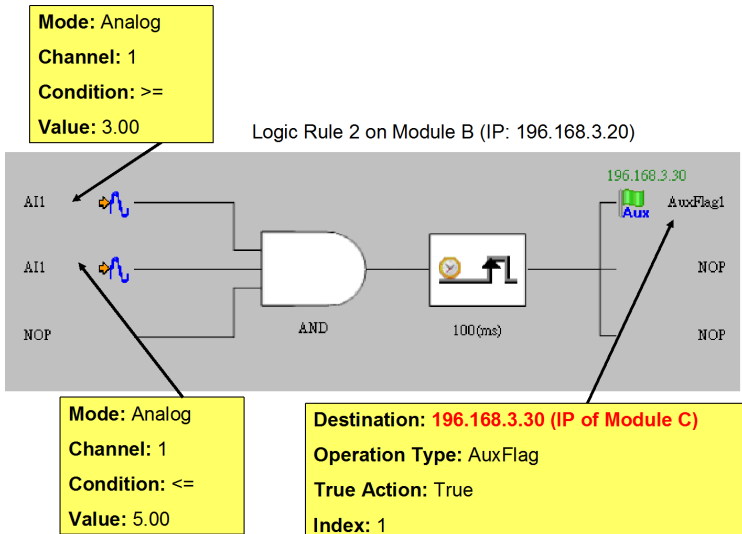 Mode: Analog
Channel: 1
Condition: >=
Value: 3.00
Logic Rule 2 on Module B (IP: 196.168.3.20)
196.168.3.30
AI1
Aux
AuxFlag1
AI1
NOP
NOP
AND
100(ms)
NOP
Mode: Analog
Channel: 1
Condition: <=
Value: 5.00
Destination: 196.168.3.30 (IP of Module C)
Operation Type: AuxFlag
True Action: True
Index: 1